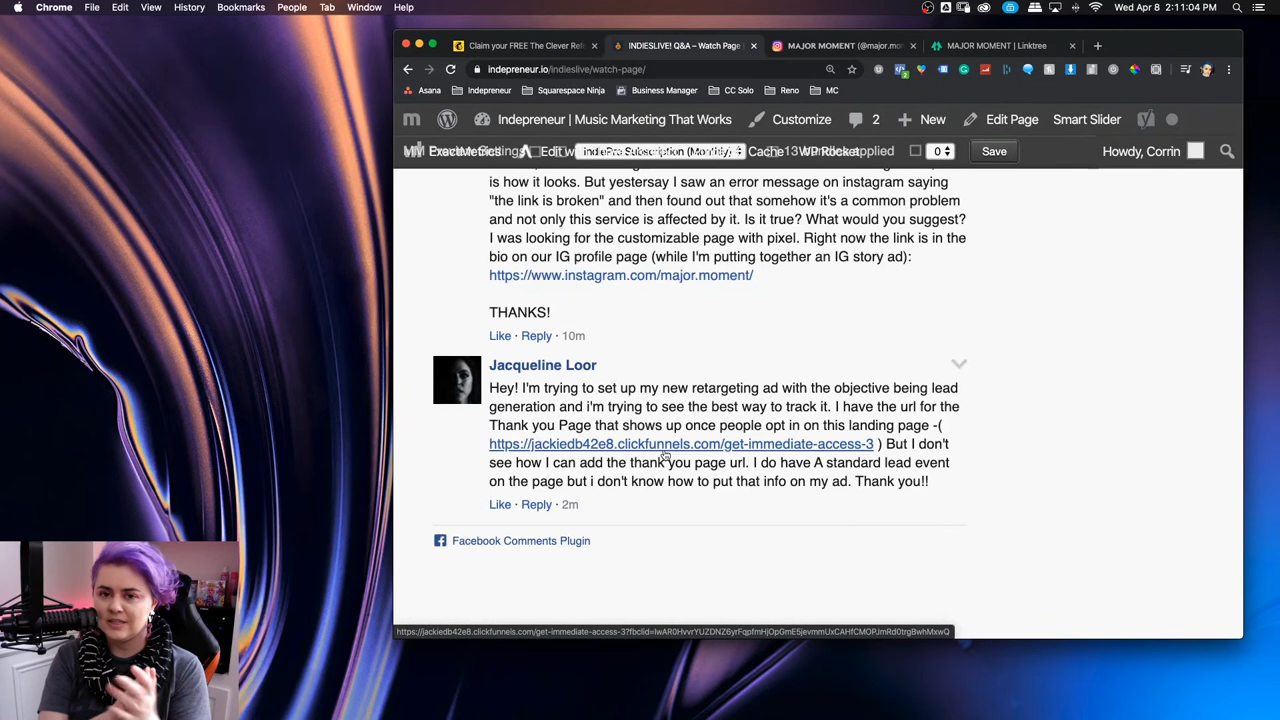 Chrome File Edit View History Bookmarks People Tab Window Help
Wed Apr 8 2:11:04 PM
Claim your FREE The Clever Ret
INDIESLIVE! Q&A – Watch Page
MAJOR MOMENT (@major.mo
MAJOR MOMENT | Linktree
indepreneur.io/indieslive/watch-page/
Asana Indepreneur Squarespace Ninja Business Manager CC Solo Reno MC
Indepreneur | Music Marketing That Works Customize 2 New Edit Page Smart Slider
Cache WP Rocket applied 0 Save Howdy, Corrin
is how it looks. But yestersay I saw an error message on instagram saying
"the link is broken" and then found out that somehow it's a common problem
and not only this service is affected by it. Is it true? What would you suggest?
I was looking for the customizable page with pixel. Right now the link is in the
bio on our IG profile page (while I'm putting together an IG story ad):
https://www.instagram.com/major.moment/
THANKS!
Like · Reply · 10m
Jacqueline Loor
Hey! I'm trying to set up my new retargeting ad with the objective being lead
generation and i'm trying to see the best way to track it. I have the url for the
Thank you Page that shows up once people opt in on this landing page -(
https://jackiedb42e8.clickfunnels.com/get-immediate-access-3 ) But I don't
see how I can add the thank you page url. I do have A standard lead event
on the page but i don't know how to put that info on my ad. Thank you!!
Like · Reply · 2m
Facebook Comments Plugin